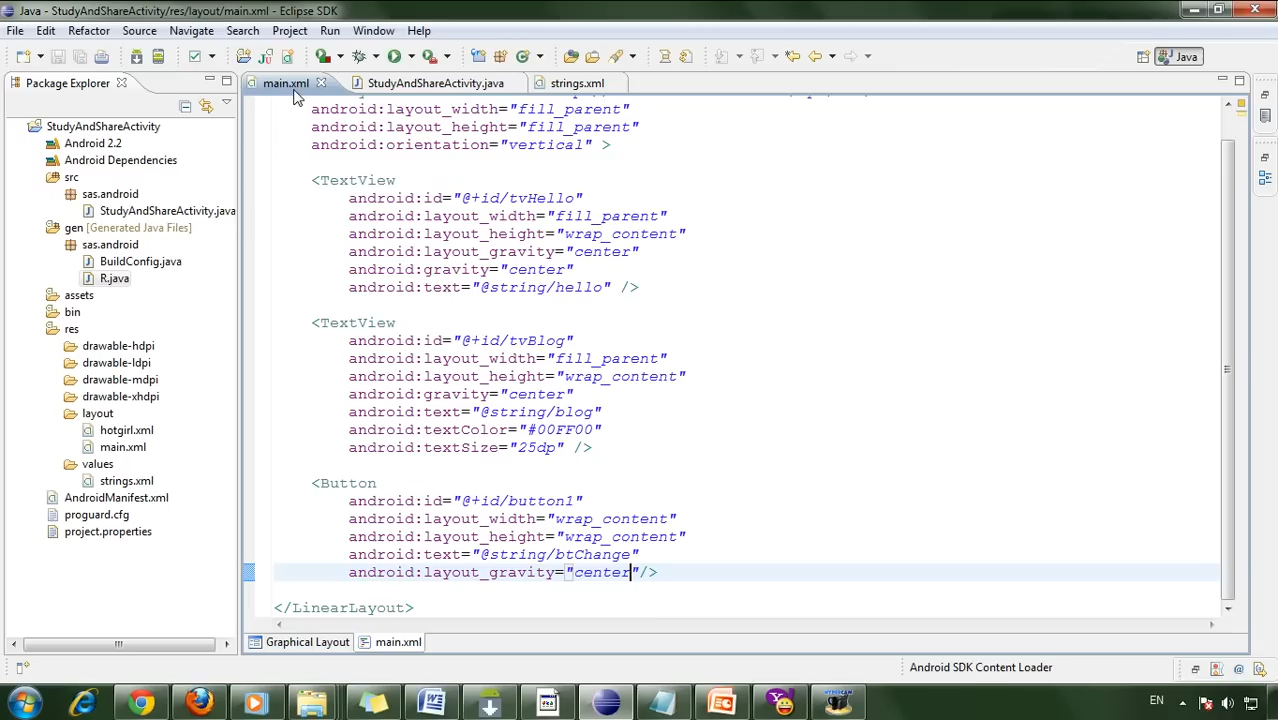 Java - StudyAndShareActivity/res/layout/main.xml - Eclipse SDK
File Edit Refactor Source Navigate Search Project Run Window Help
Java
Package Explorer
main.xml
StudyAndShareActivity.java
strings.xml
StudyAndShareActivity
Android 2.2
Android Dependencies
src
sas.android
StudyAndShareActivity.java
gen [Generated Java Files]
sas.android
BuildConfig.java
R.java
assets
bin
res
drawable-hdpi
drawable-ldpi
drawable-mdpi
drawable-xhdpi
layout
hotgirl.xml
main.xml
values
strings.xml
AndroidManifest.xml
proguard.cfg
project.properties
android:layout_width="fill_parent"
android:layout_height="fill_parent"
android:orientation="vertical" >
<TextView
android:id="@+id/tvHello"
android:layout_width="fill_parent"
android:layout_height="wrap_content"
android:layout_gravity="center"
android:gravity="center"
android:text="@string/hello" />
<TextView
android:id="@+id/tvBlog"
android:layout_width="fill_parent"
android:layout_height="wrap_content"
android:gravity="center"
android:text="@string/blog"
android:textColor="#00FF00"
android:textSize="25dp" />
<Button
android:id="@+id/button1"
android:layout_width="wrap_content"
android:layout_height="wrap_content"
android:text="@string/btChange"
android:layout_gravity="center"/>
</LinearLayout>
Graphical Layout
main.xml
Android SDK Content Loader
EN